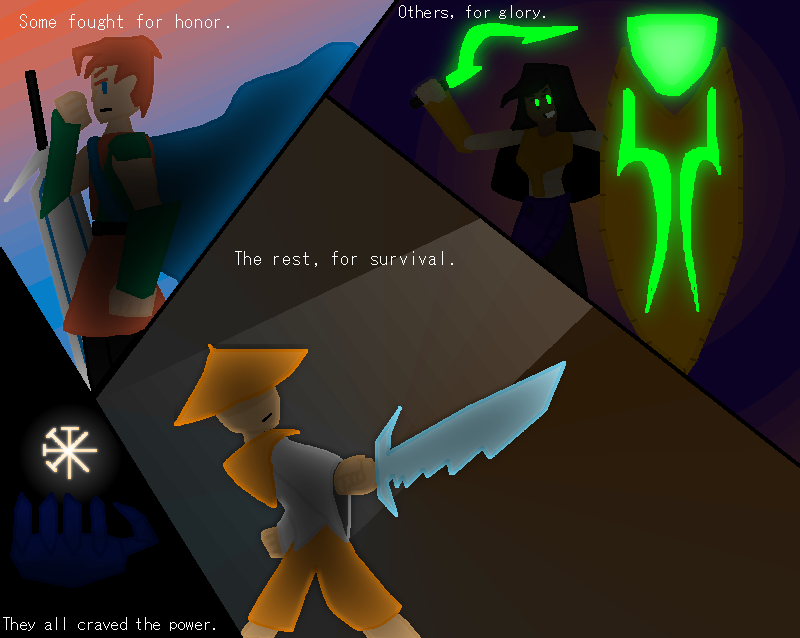 Some fought for honor.
Others, for glory.
The rest, for survival.
They all craved the power.